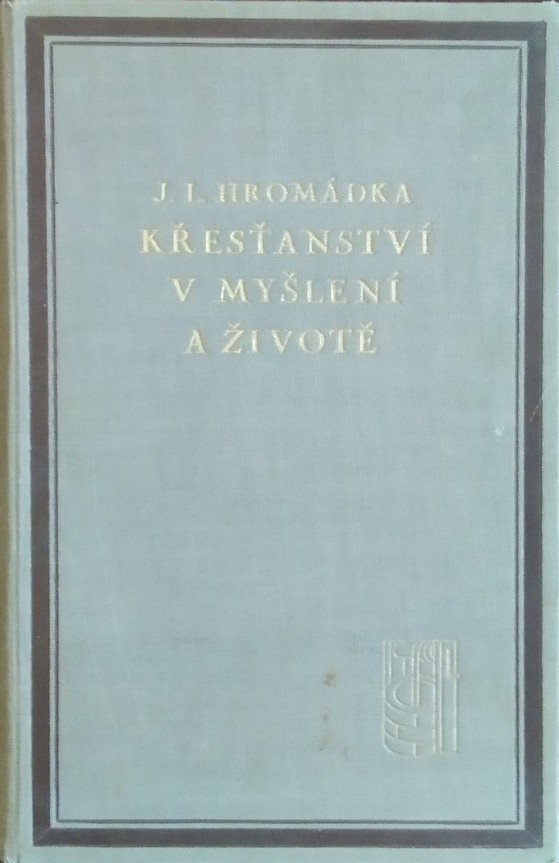 J. L. HROMÁDKA
KŘESŤANSTVÍ
V MYŠLENÍ
A ŽIVOTĚ